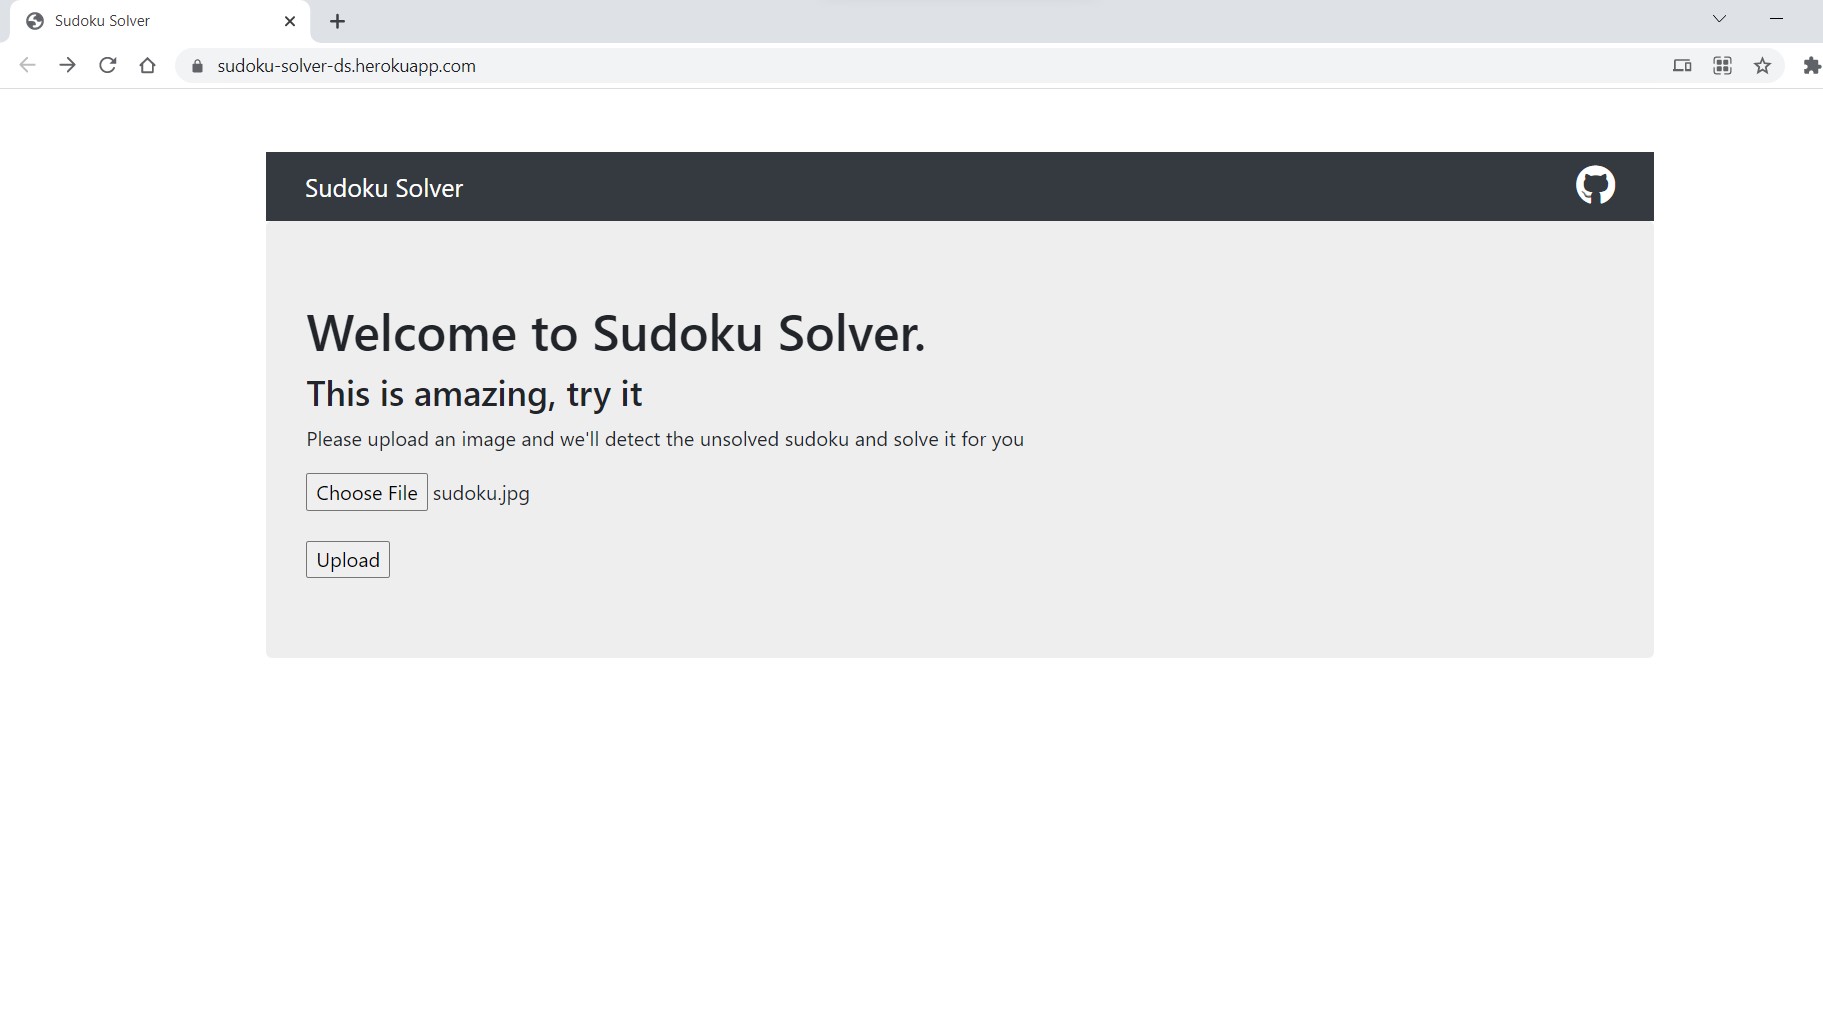 Sudoku Solver
sudoku-solver-ds.herokuapp.com
Sudoku Solver
Welcome to Sudoku Solver.
This is amazing, try it
Please upload an image and we'll detect the unsolved sudoku and solve it for you
Choose File sudoku.jpg
Upload